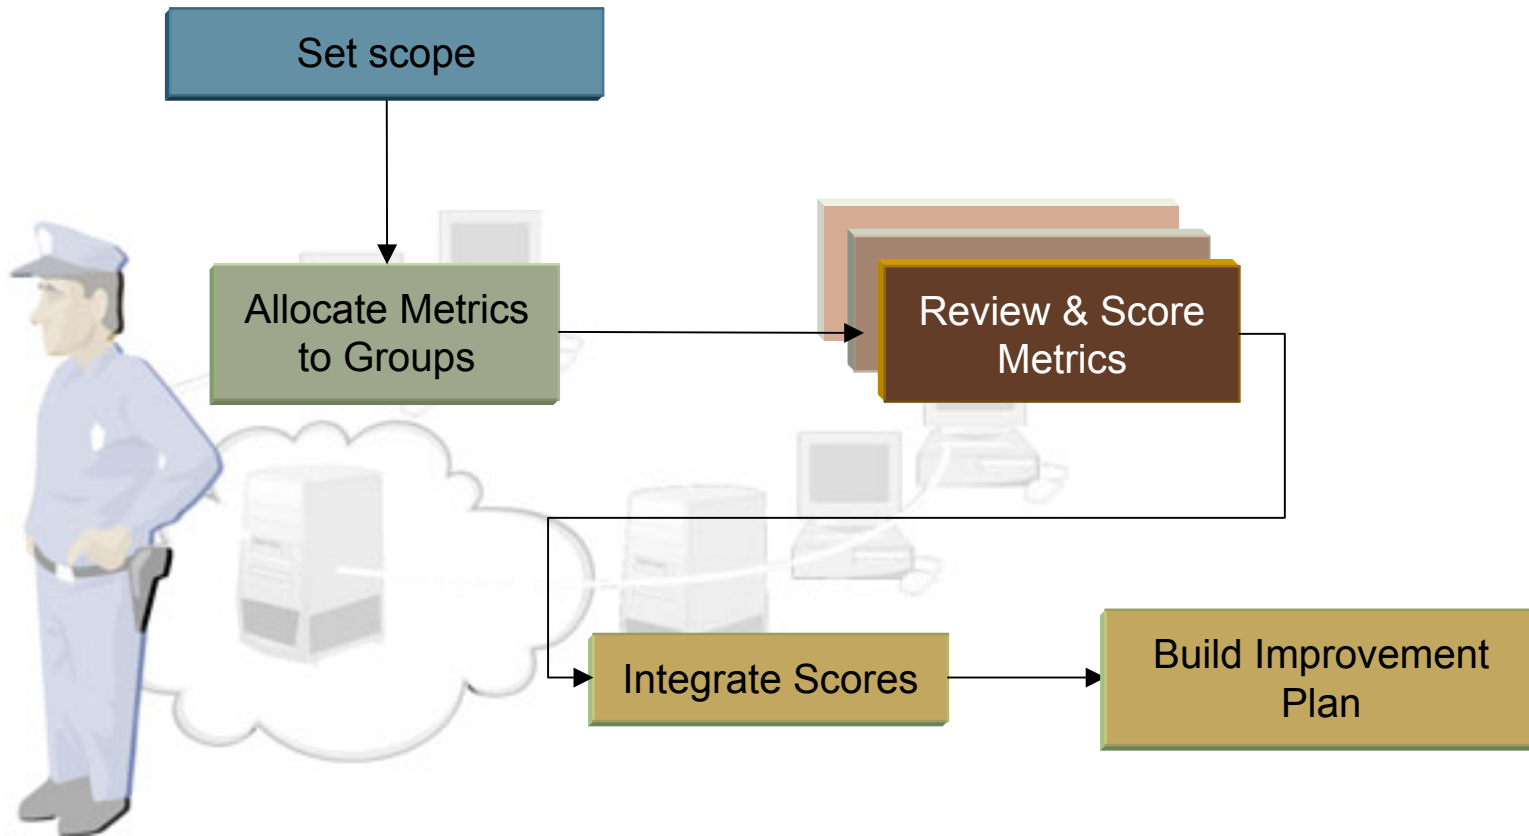 Set scope
Allocate Metrics
to Groups
Review & Score
Metrics
Integrate Scores
Build Improvement
Plan